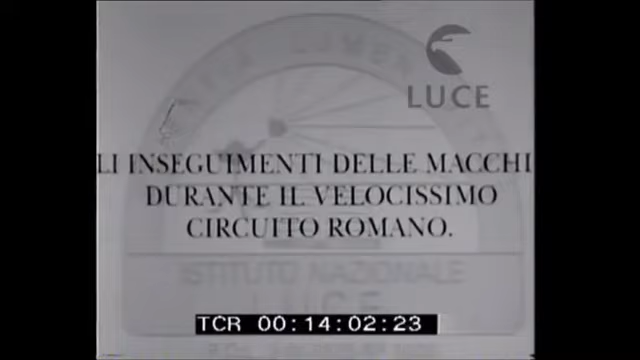 LUCE
LI INSEGUIMENTI DELLE MACCHI
DURANTE IL VELOCISSIMO
CIRCUITO ROMANO.
ISTITUTO NAZIONALE
LUCE
TCR 00:14:02:23